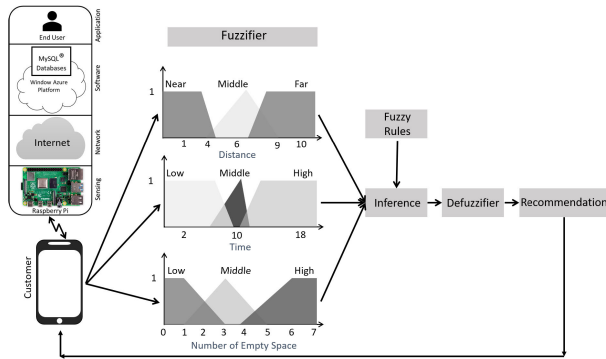 Application
End User
MySQL®
Databases
Window Azure
Platform
Software
Internet
Network
Raspberry Pi
Sensing
Customer
Fuzzifier
Near Middle Far
1
1 4 6 9 10
Distance
Low Middle High
1
2 10 18
Time
Low Middle High
1
0 1 2 3 4 5 6 7
Number of Empty Space
Fuzzy
Rules
Inference
Defuzzifier
Recommendation